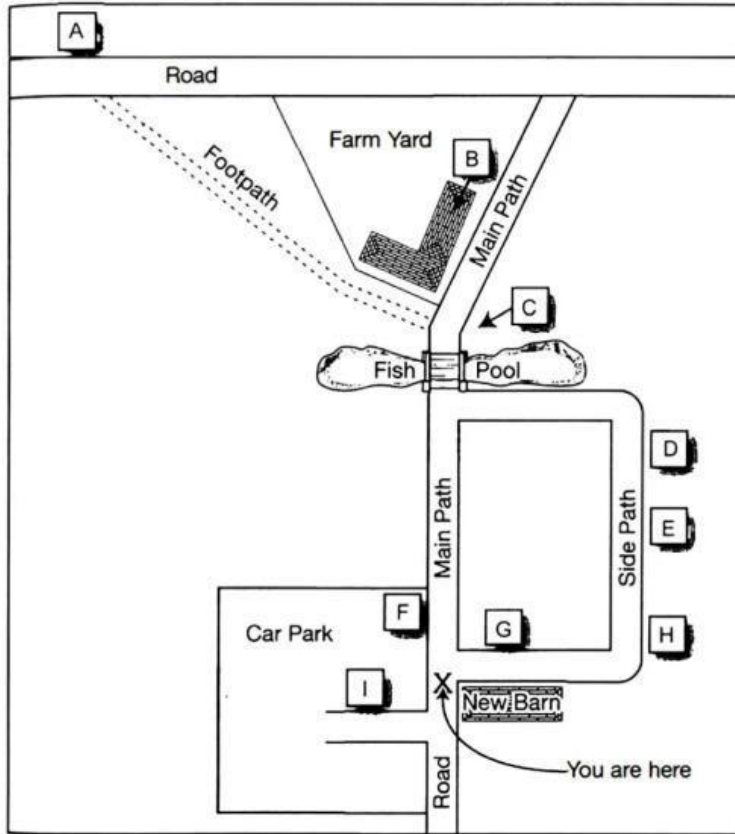 A
Road
Farm Yard
B
Footpath
Main Path
C
Fish
Pool
D
Main Path
Side Path
E
F
G
H
Car Park
I
X
New Barn
You are here
Road